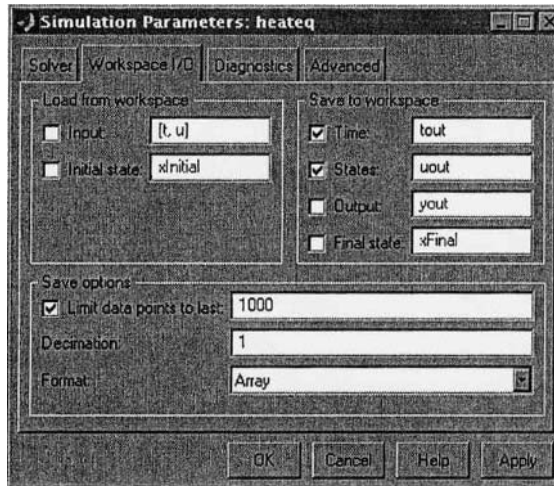 Simulation Parameters: heateq
Solver Workspace I/O Diagnostics Advanced
Load from workspace
Input: [t, u]
Initial state: xInitial
Save to workspace
Time: tout
States: uout
Output: yout
Final state: xFinal
Save options
Limit data points to last: 1000
Decimation: 1
Format: Array
OK Cancel Help Apply